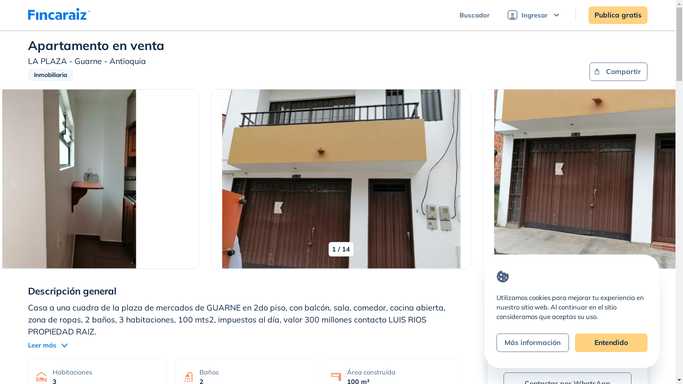 Fincaraíz
Buscador
Ingresar
Publica gratis
Apartamento en venta
LA PLAZA - Guarne - Antioquia
Inmobiliaria
Compartir
1 / 14
Descripción general
Casa a una cuadra de la plaza de mercados de GUARNE en 2do piso, con balcón, sala, comedor, cocina abierta,
zona de ropas, 2 baños, 3 habitaciones, 100 mts2, impuestos al día, valor 300 millones contacto LUIS RIOS
PROPIEDAD RAIZ.
Leer más
Habitaciones
3
Baños
2
Área construida
100 m²
Utilizamos cookies para mejorar tu experiencia en
nuestro sitio web. Al continuar en el sitio
consideramos que aceptas su uso.
Más información
Entendido
Contactar por WhatsApp